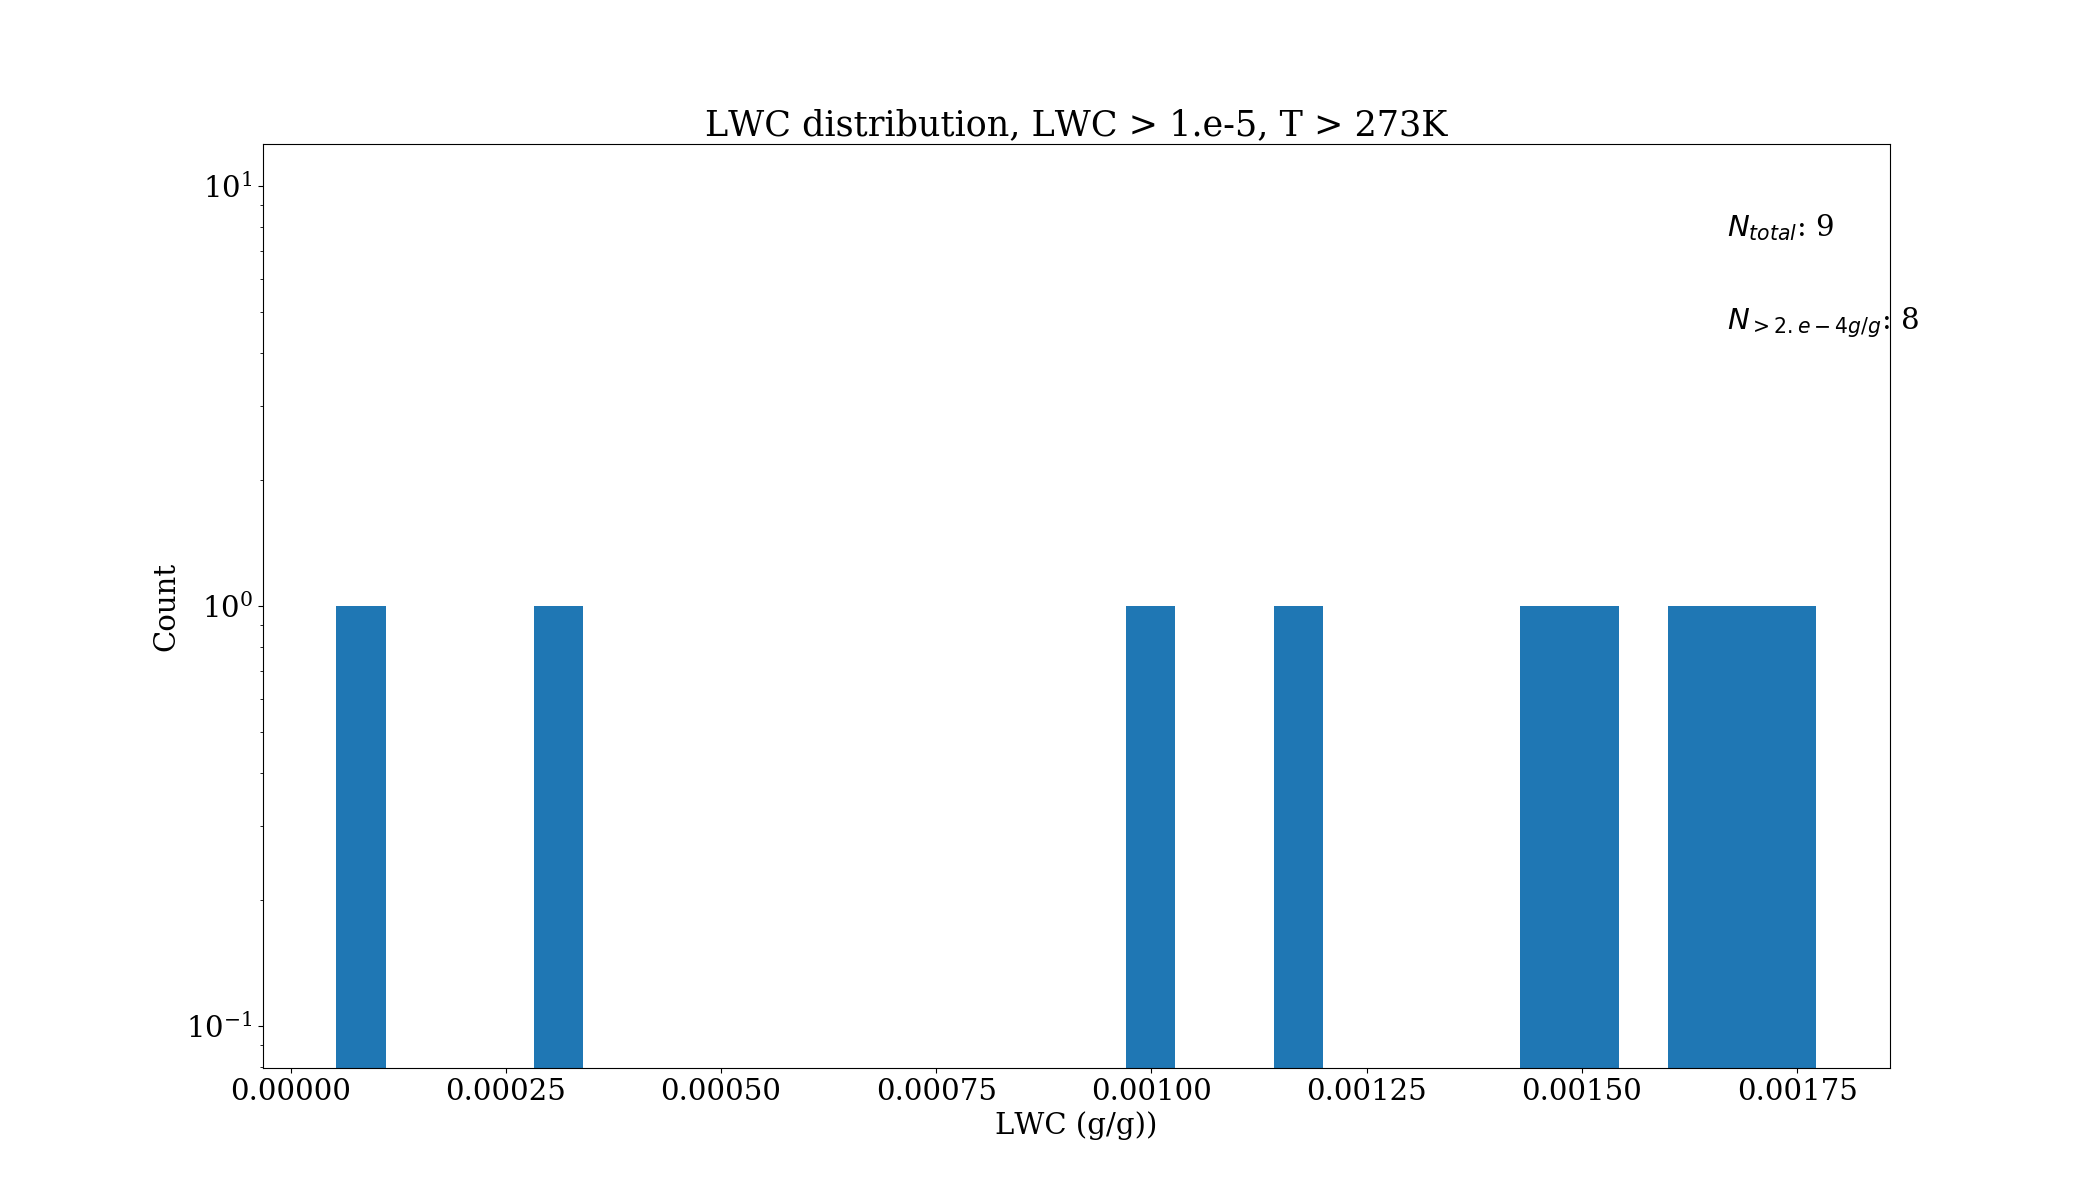 LWC distribution, LWC > 1.e-5, T > 273K
10¹
N_total: 9
N_>2.e−4g/g: 8
10⁰
Count
10⁻¹
0.00000 0.00025 0.00050 0.00075 0.00100 0.00125 0.00150 0.00175
LWC (g/g))